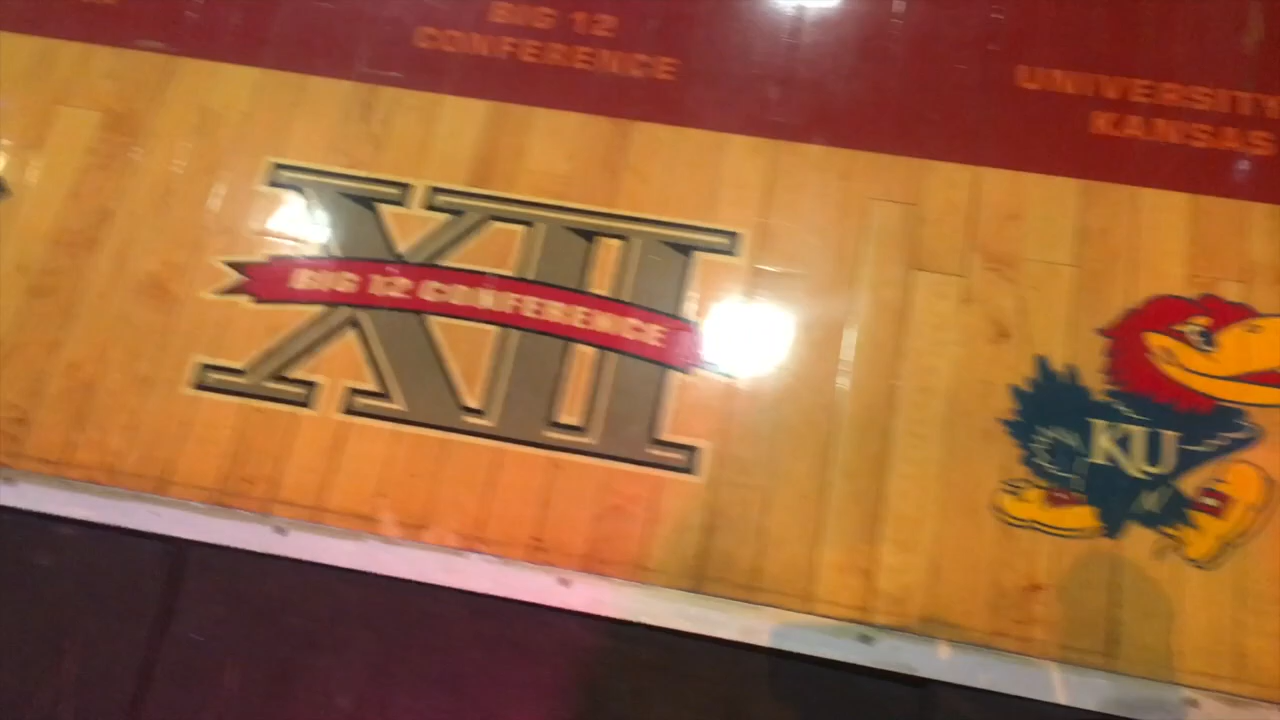 BIG 12
CONFERENCE
UNIVERSITY
KANSAS
XII
BIG 12 CONFERENCE
KU